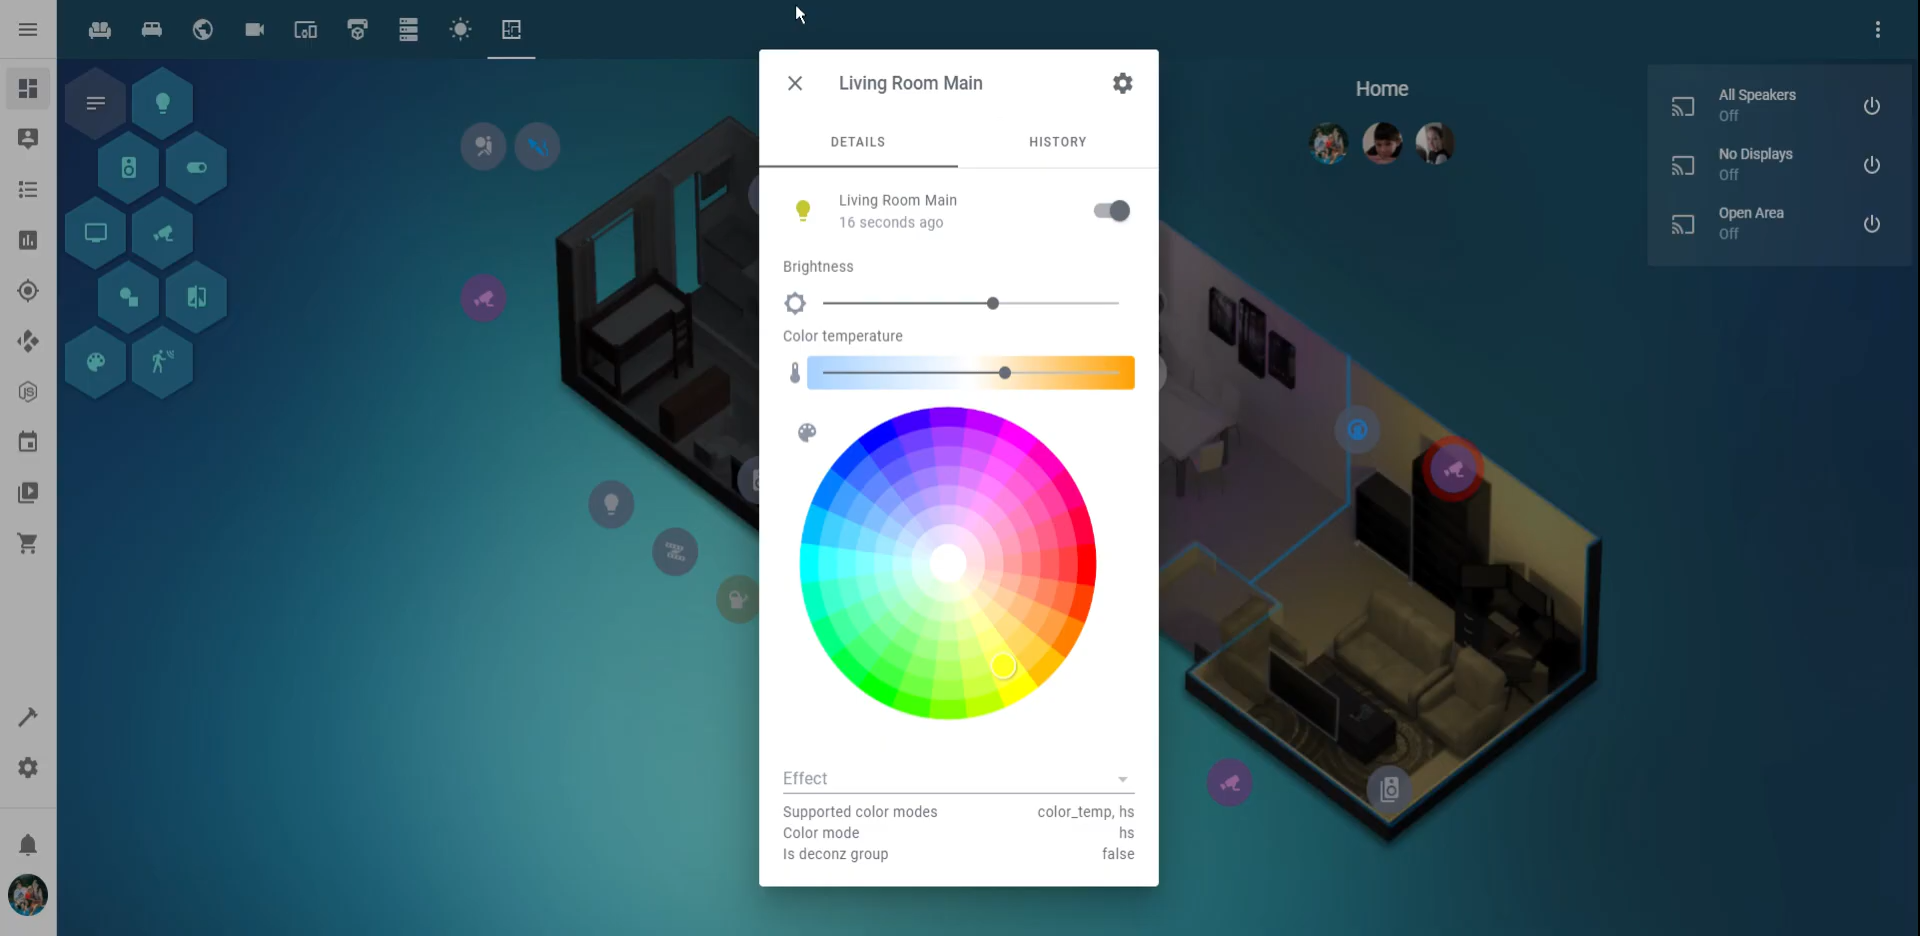 Living Room Main
DETAILS
HISTORY
Living Room Main
16 seconds ago
Brightness
Color temperature
Effect
Supported color modes color_temp, hs
Color mode hs
Is deconz group false
Home
All Speakers
Off
No Displays
Off
Open Area
Off